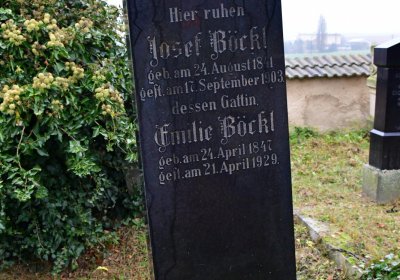 Hier ruhen
Josef Böckl
geb. am 24. August 1841
gest. am 17. September 1903.
dessen Gattin,
Emilie Böckl
geb. am 24. April 1847
gest. am 21. April 1929.